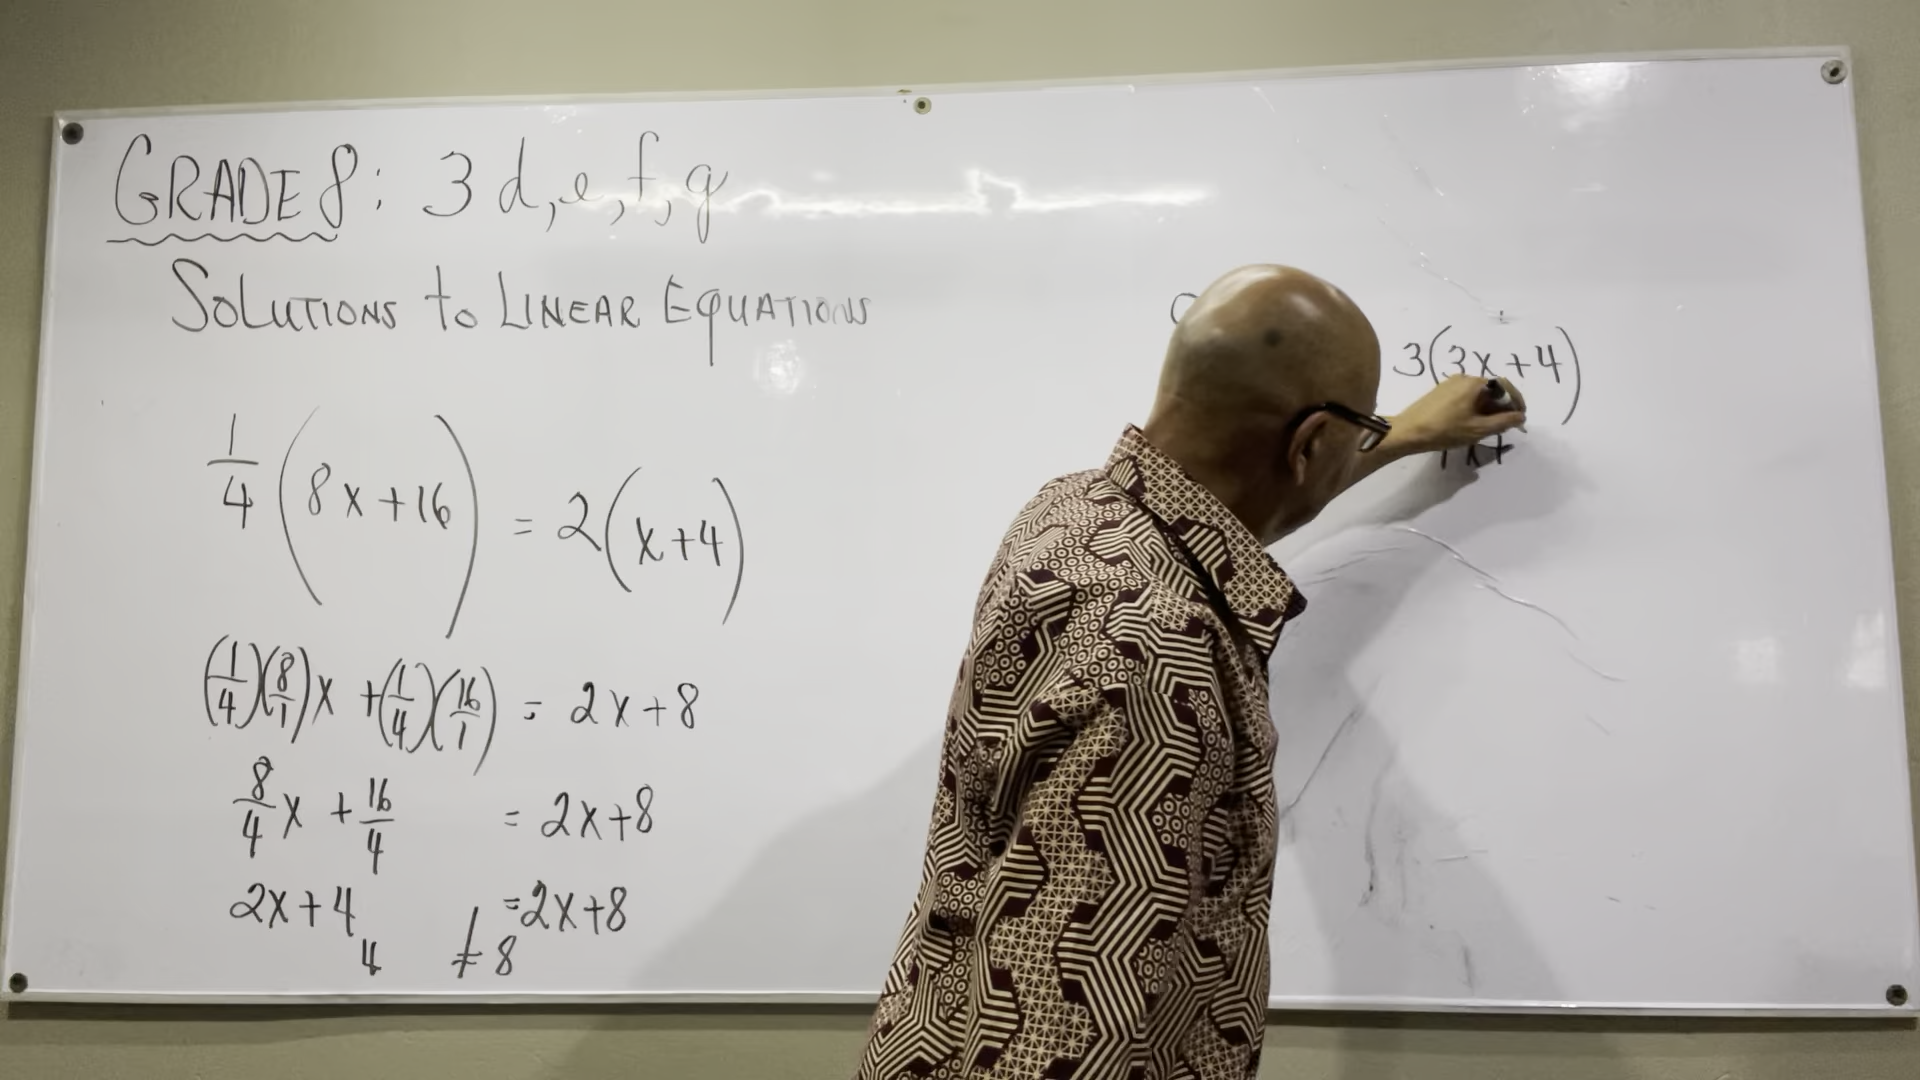 GRADE 8: 3 d, e, f, g
SOLUTIONS to LINEAR EQUATIONS
1/4 (8x+16) = 2(x+4)
(1/4)(8/1)x +(1/4)(16/1) = 2x+8
8/4 x + 16/4 = 2x+8
2x+4 = 2x+8
4 ≠ 8
3(3x+4)
x+